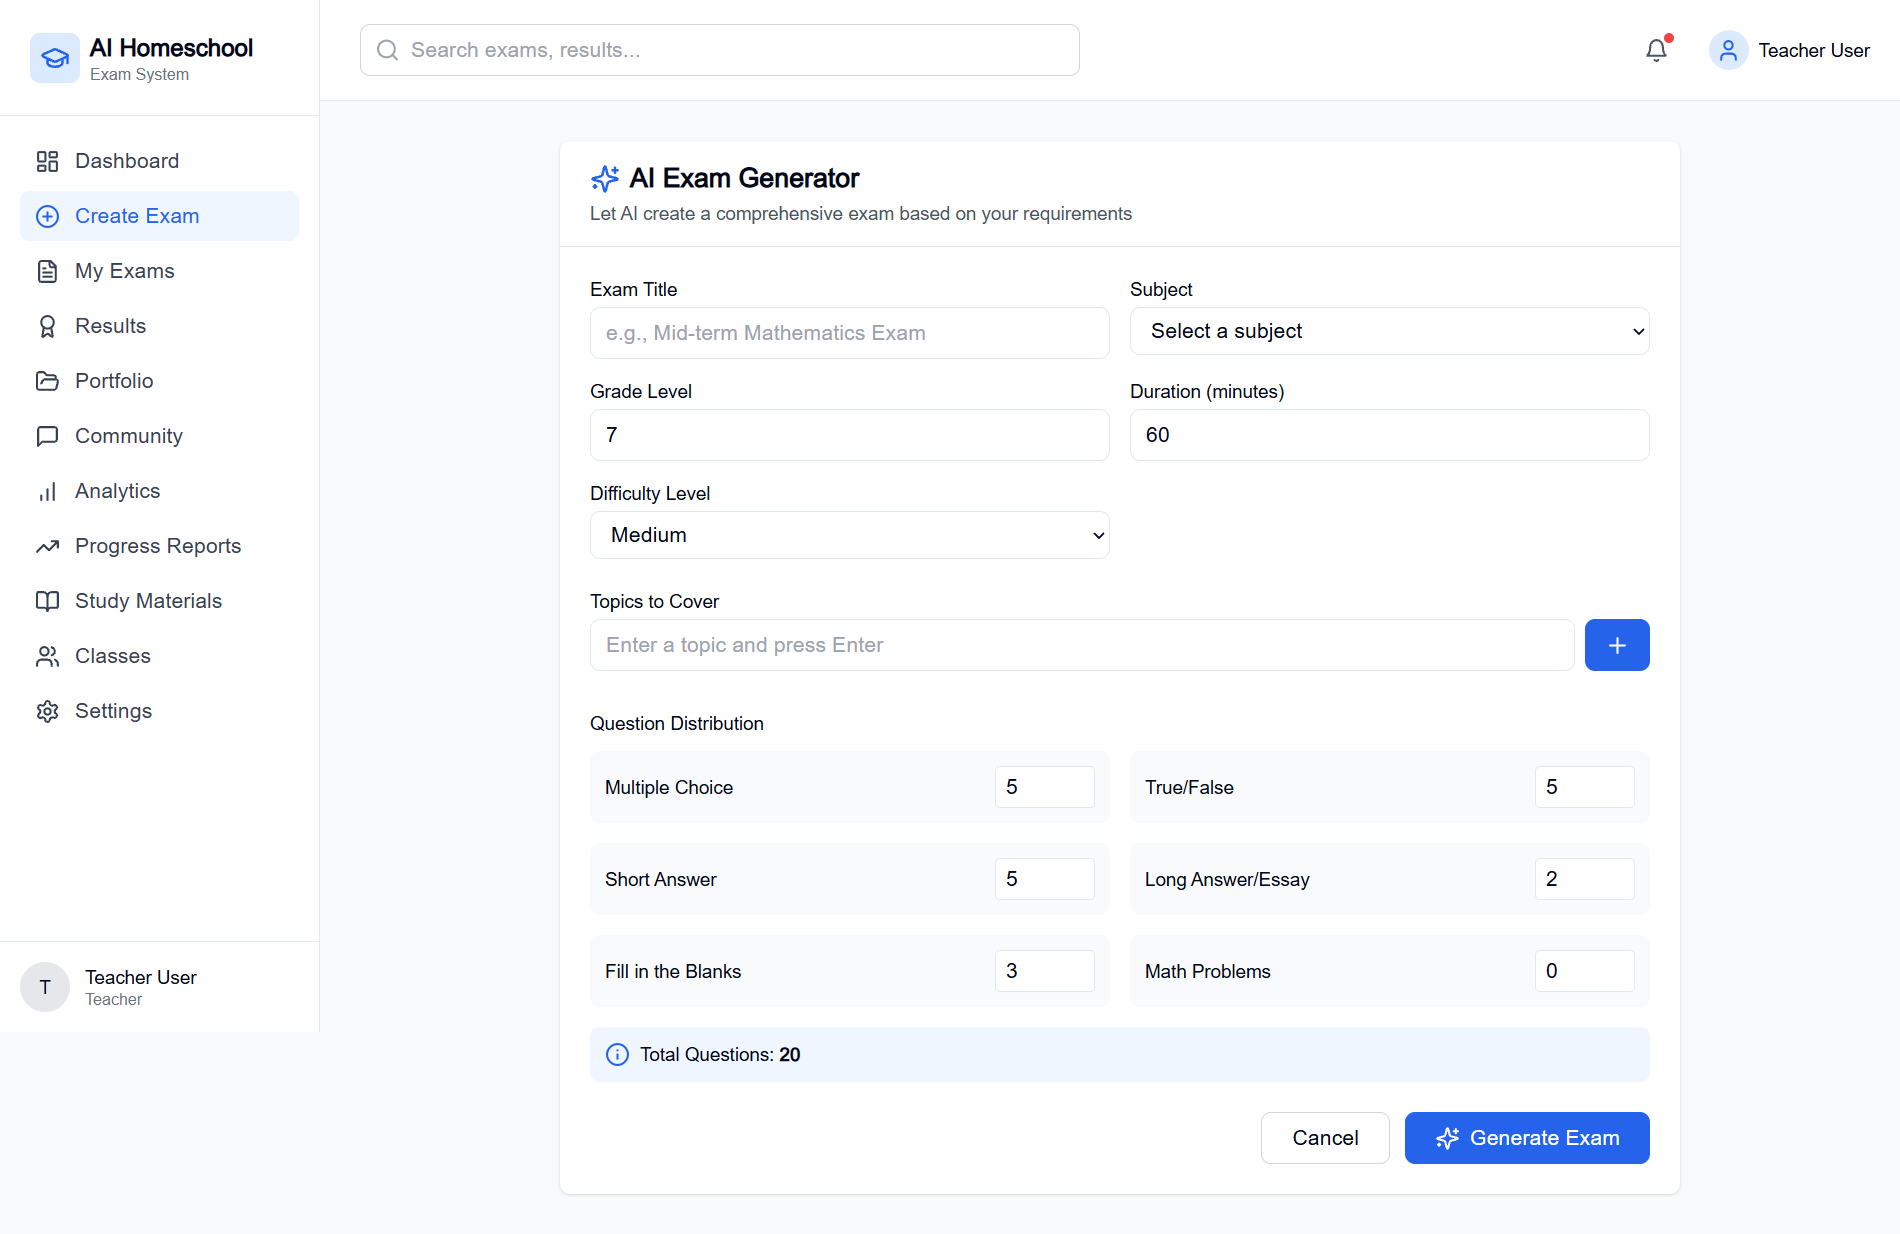 AI Homeschool
Exam System
Search exams, results...
Teacher User
Dashboard
Create Exam
My Exams
Results
Portfolio
Community
Analytics
Progress Reports
Study Materials
Classes
Settings
T
Teacher User
Teacher
AI Exam Generator
Let AI create a comprehensive exam based on your requirements
Exam Title
e.g., Mid-term Mathematics Exam
Subject
Select a subject
Grade Level
7
Duration (minutes)
60
Difficulty Level
Medium
Topics to Cover
Enter a topic and press Enter
Question Distribution
Multiple Choice 5
True/False 5
Short Answer 5
Long Answer/Essay 2
Fill in the Blanks 3
Math Problems 0
Total Questions: 20
Cancel
Generate Exam